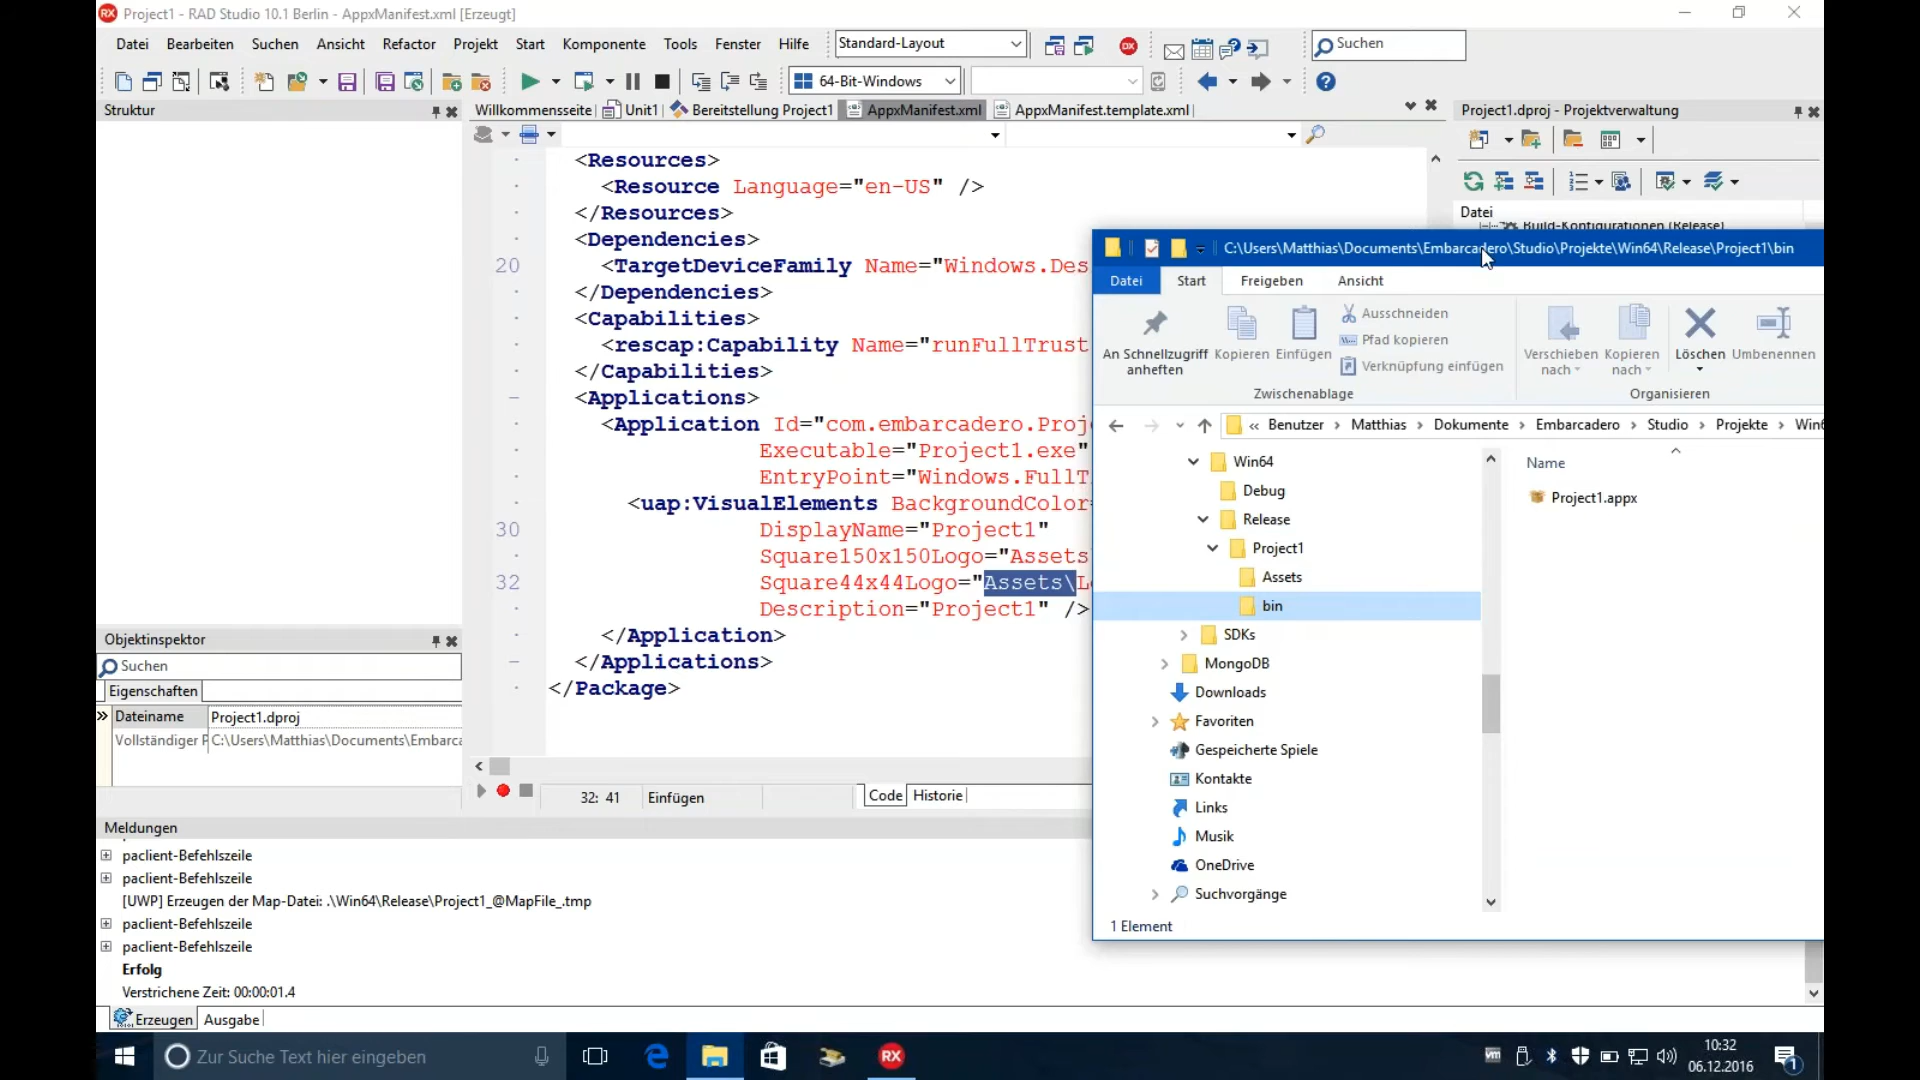 Project1 - RAD Studio 10.1 Berlin - AppxManifest.xml [Erzeugt]
Datei Bearbeiten Suchen Ansicht Refactor Projekt Start Komponente Tools Fenster Hilfe Standard-Layout Suchen
64-Bit-Windows
Struktur
Willkommensseite Unit1 Bereitstellung Project1 AppxManifest.xml AppxManifest.template.xml
Project1.dproj - Projektverwaltung
Datei
Build-Konfigurationen (Release)
<Resources>
<Resource Language="en-US" />
</Resources>
<Dependencies>
20 <TargetDeviceFamily Name="Windows.Des
</Dependencies>
<Capabilities>
<rescap:Capability Name="runFullTrust
</Capabilities>
<Applications>
<Application Id="com.embarcadero.Proj
Executable="Project1.exe"
EntryPoint="Windows.FullT
<uap:VisualElements BackgroundColor=
30 DisplayName="Project1"
Square150x150Logo="Assets
32 Square44x44Logo="Assets\L
Description="Project1" />
</Application>
</Applications>
</Package>
32: 41 Einfügen Code Historie
C:\Users\Matthias\Documents\Embarcadero\Studio\Projekte\Win64\Release\Project1\bin
Datei Start Freigeben Ansicht
An Schnellzugriff anheften
Kopieren
Einfügen
Ausschneiden
Pfad kopieren
Verknüpfung einfügen
Verschieben nach
Kopieren nach
Löschen
Umbenennen
Zwischenablage Organisieren
« Benutzer Matthias Dokumente Embarcadero Studio Projekte Win6
Win64
Debug
Release
Project1
Assets
bin
SDKs
MongoDB
Downloads
Favoriten
Gespeicherte Spiele
Kontakte
Links
Musik
OneDrive
Suchvorgänge
Name
Project1.appx
1 Element
Objektinspektor
Suchen
Eigenschaften
Dateiname Project1.dproj
Vollständiger P C:\Users\Matthias\Documents\Embarca
Meldungen
paclient-Befehlszeile
paclient-Befehlszeile
[UWP] Erzeugen der Map-Datei: .\Win64\Release\Project1_@MapFile_.tmp
paclient-Befehlszeile
paclient-Befehlszeile
Erfolg
Verstrichene Zeit: 00:00:01.4
Erzeugen Ausgabe
Zur Suche Text hier eingeben
RX
vm
10:32
06.12.2016
1